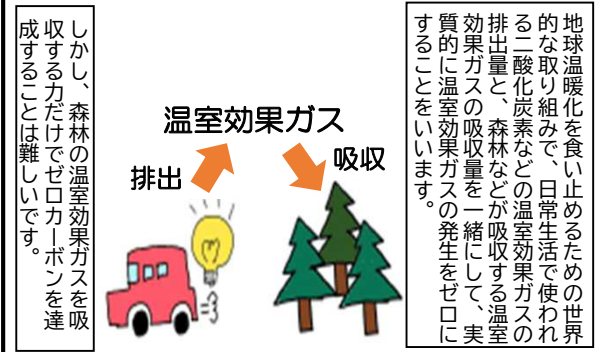 地球温暖化を食い止めるための世界
的な取り組みで、日常生活で使われ
る二酸化炭素などの温室効果ガスの
排出量と、森林などが吸収する温室
効果ガスの吸収量を一緒にして、実
質的に温室効果ガスの発生をゼロに
することをいいます。
温室効果ガス
排出
吸収
しかし、森林の温室効果ガスを吸
収する力だけでゼロカーボンを達
成することは難しいです。